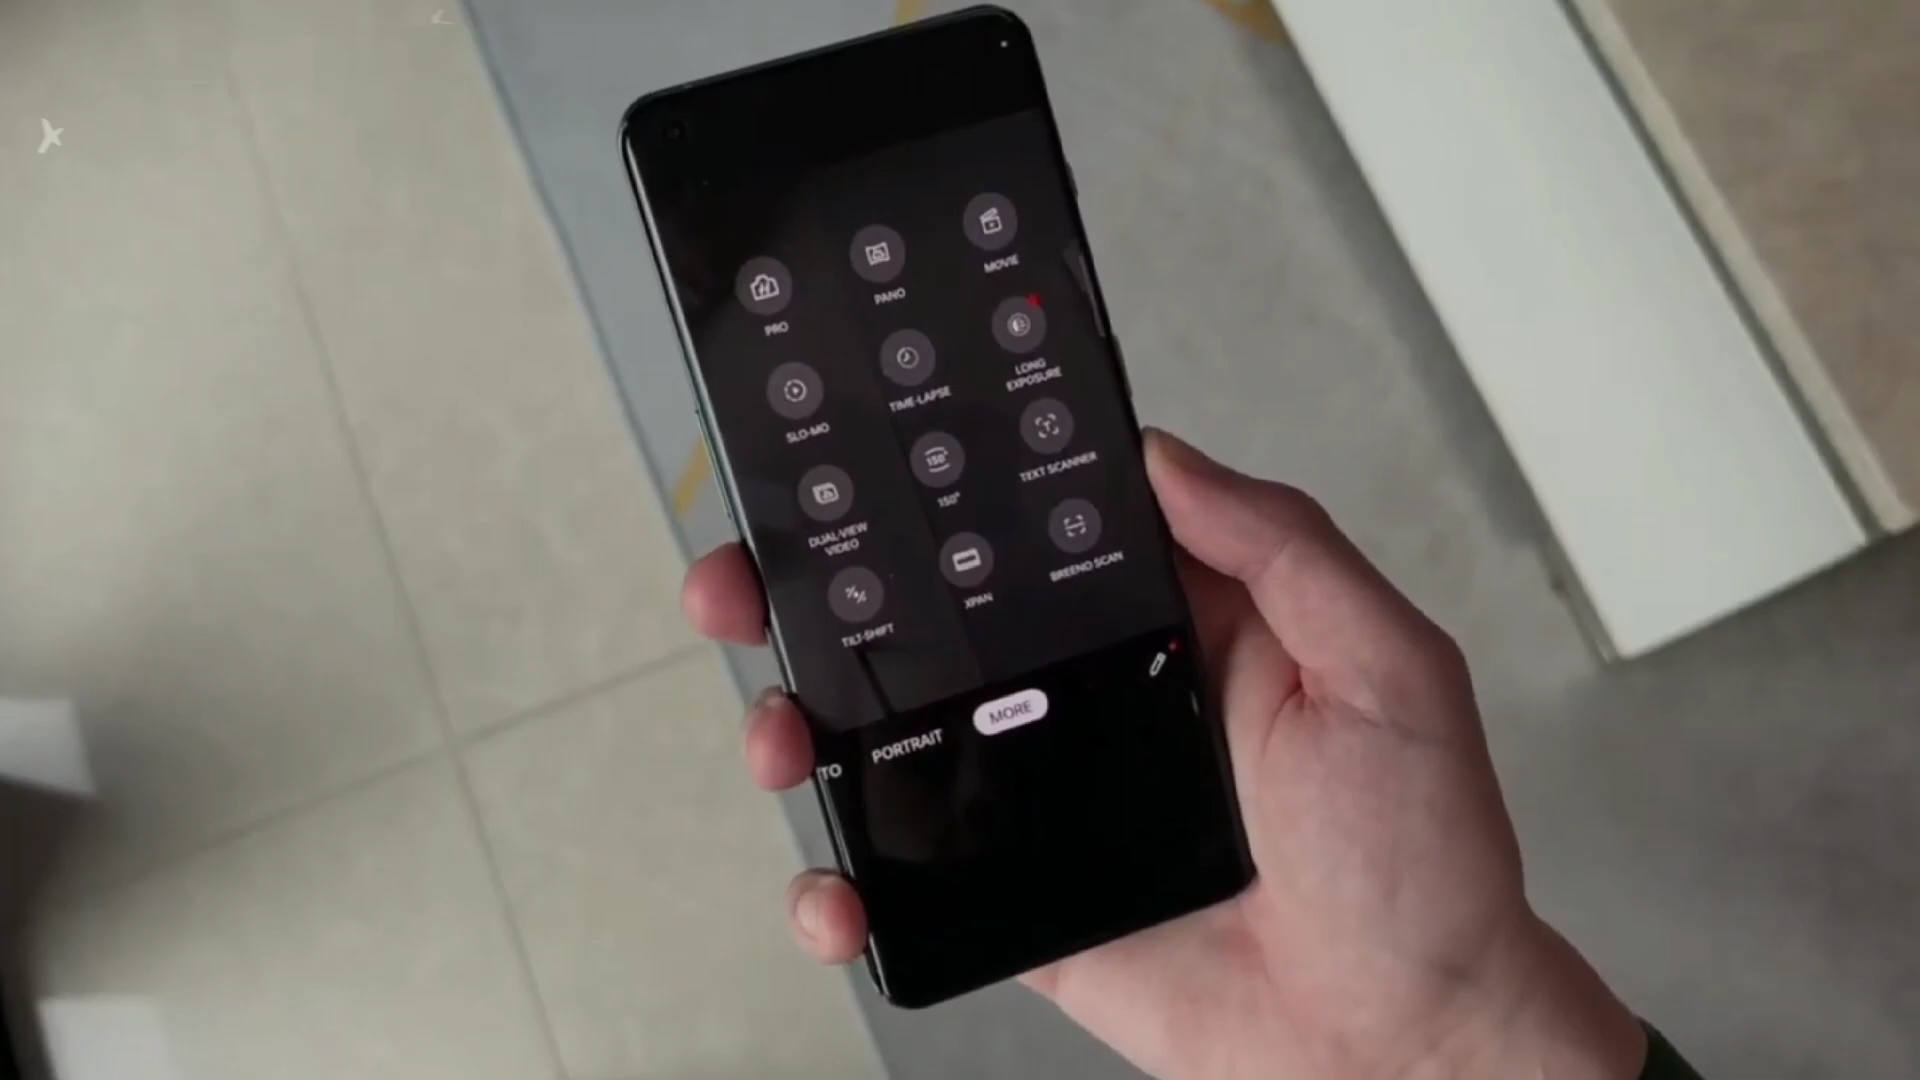 PRO
PANO
MOVIE
SLO-MO
TIME-LAPSE
LONG
EXPOSURE
DUAL-VIEW
VIDEO
150°
150°
TEXT SCANNER
TILT-SHIFT
XPAN
BREENO SCAN
TO
PORTRAIT
MORE